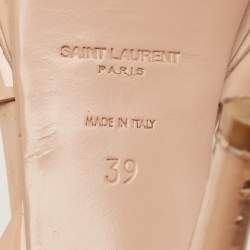 SAINT LAURENT
PARIS
MADE IN ITALY
39